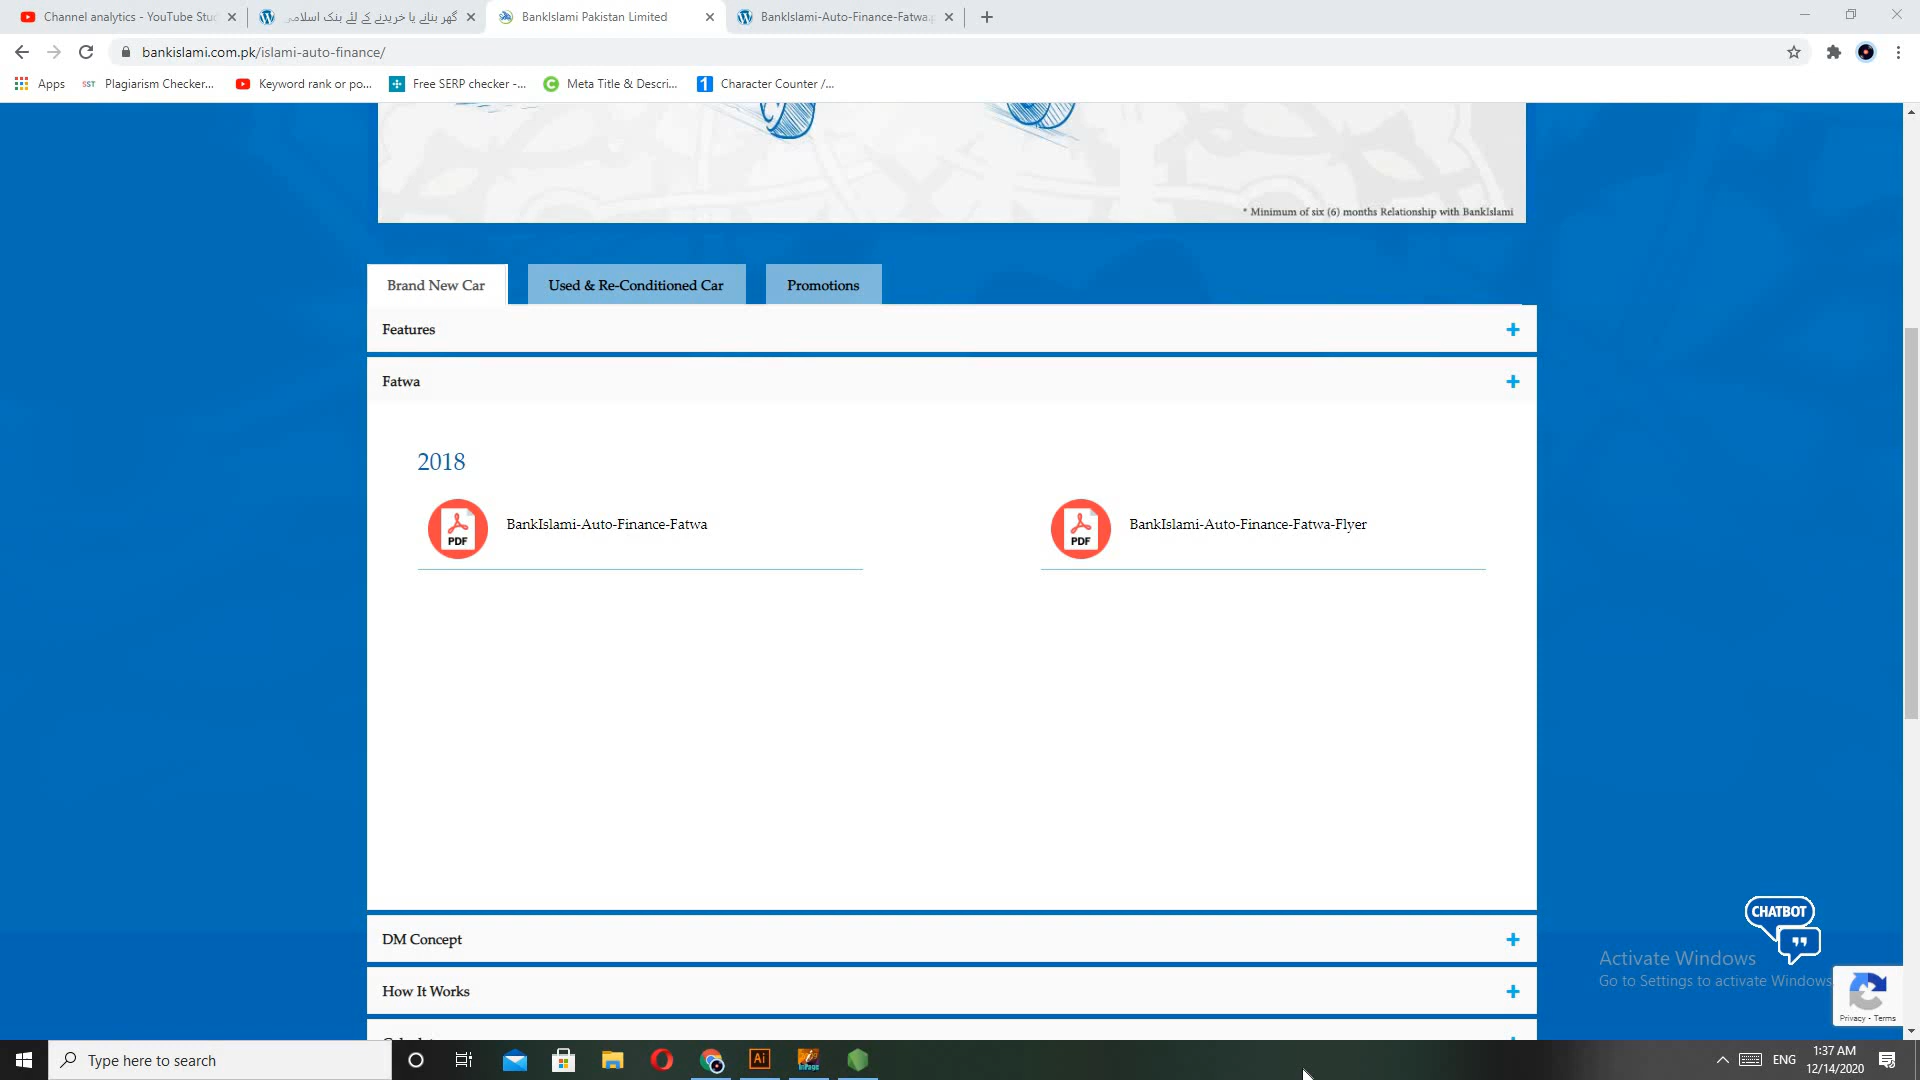 Channel analytics - YouTube Stu
گھر بنانے یا خریدنے کے لئے بنک اسلامی
BankIslami Pakistan Limited
BankIslami-Auto-Finance-Fatwa.p
bankislami.com.pk/islami-auto-finance/
Apps
SST Plagiarism Checker...
Keyword rank or po...
Free SERP checker -...
Meta Title & Descri...
1 Character Counter /...
* Minimum of six (6) months Relationship with BankIslami
Brand New Car
Used & Re-Conditioned Car
Promotions
Features
Fatwa
2018
PDF BankIslami-Auto-Finance-Fatwa
PDF BankIslami-Auto-Finance-Fatwa-Flyer
DM Concept
How It Works
CHATBOT
Activate Windows
Go to Settings to activate Windows
Privacy - Terms
Type here to search
Ai
InPage
ENG
1:37 AM
12/14/2020